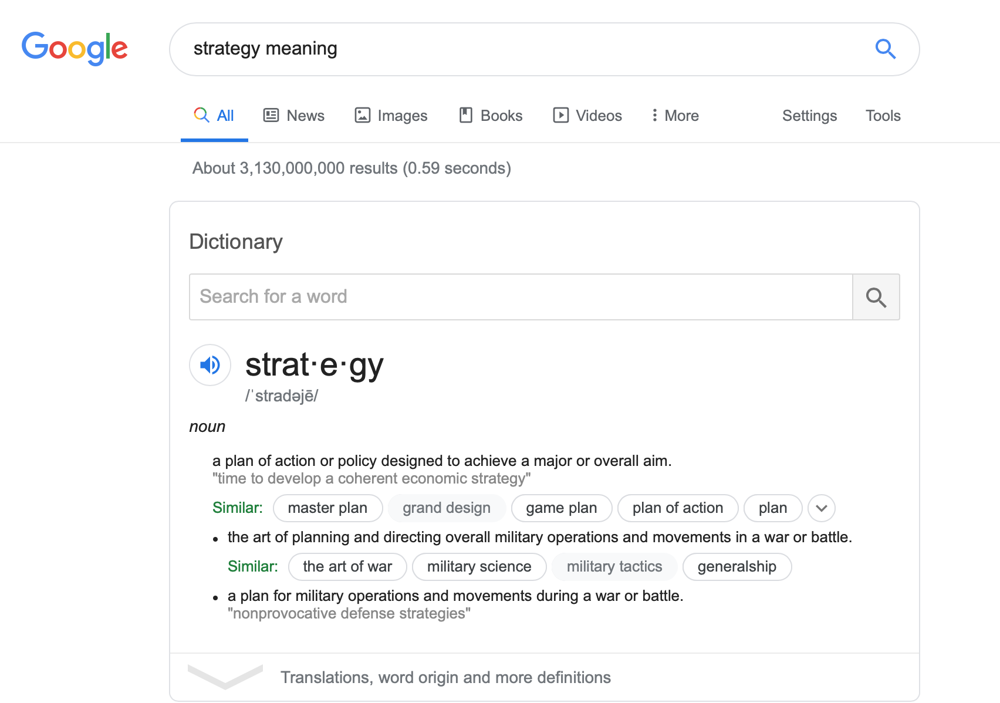 Google
strategy meaning
All News Images Books Videos More Settings Tools
About 3,130,000,000 results (0.59 seconds)
Dictionary
Search for a word
strat·e·gy
/ˈstradəjē/
noun
a plan of action or policy designed to achieve a major or overall aim.
"time to develop a coherent economic strategy"
Similar: master plan grand design game plan plan of action plan
• the art of planning and directing overall military operations and movements in a war or battle.
Similar: the art of war military science military tactics generalship
• a plan for military operations and movements during a war or battle.
"nonprovocative defense strategies"
Translations, word origin and more definitions